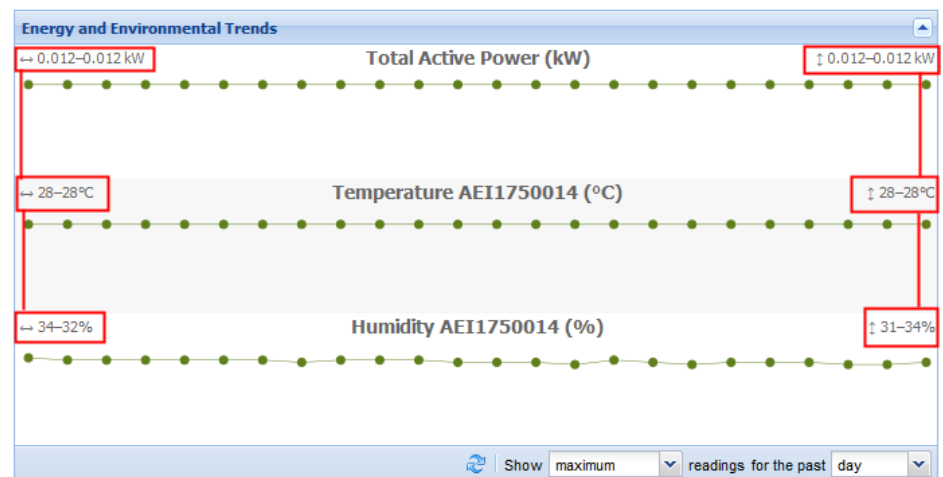 Energy and Environmental Trends
↔ 0.012–0.012 kW Total Active Power (kW) ↕ 0.012–0.012 kW
↔ 28–28°C Temperature AEI1750014 (°C) ↕ 28–28°C
↔ 34–32% Humidity AEI1750014 (%) ↕ 31–34%
Show maximum readings for the past day